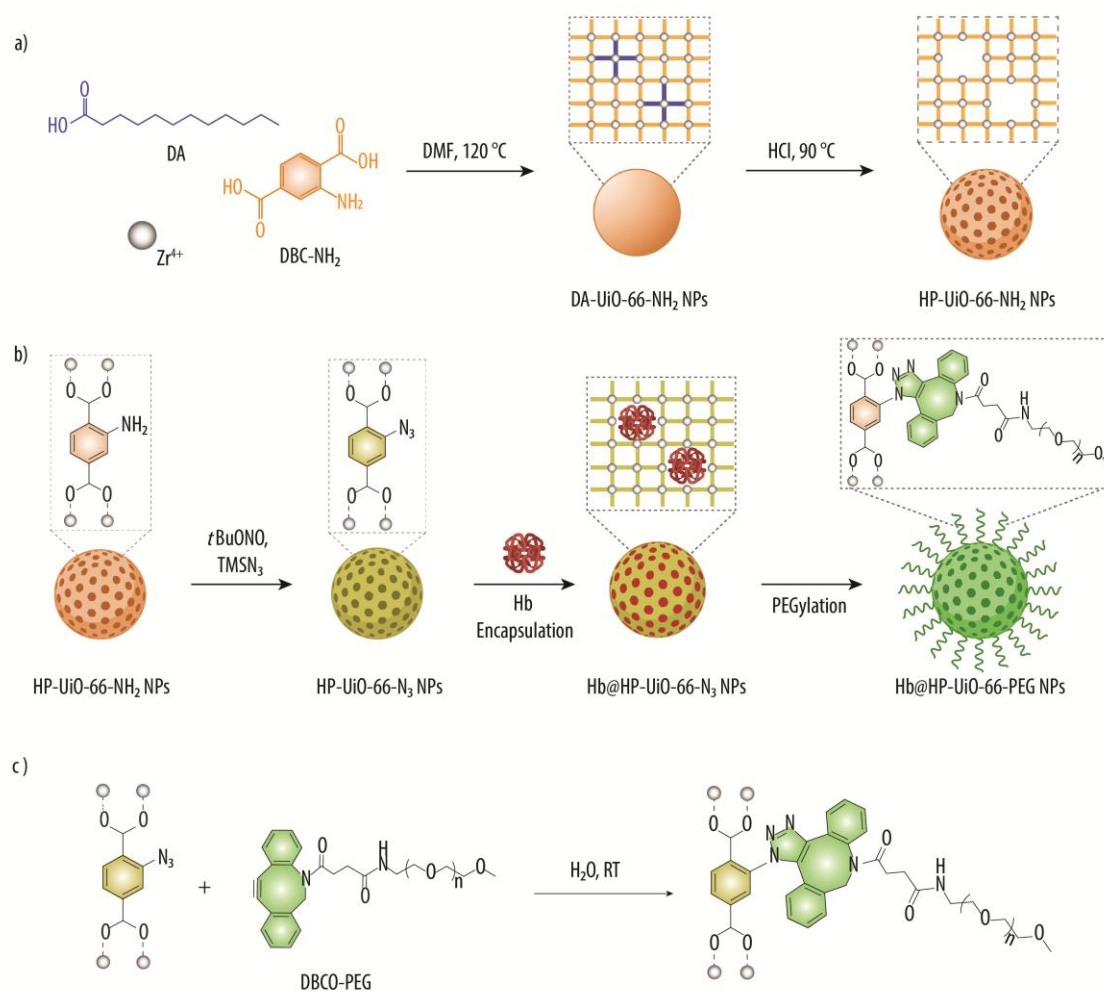 a)
O
HO
DA
Zr⁴⁺
O
OH
HO
O
NH₂
DBC-NH₂
DMF, 120 °C
DA-UiO-66-NH₂ NPs
HCl, 90 °C
HP-UiO-66-NH₂ NPs
b)
O O
NH₂
O O
HP-UiO-66-NH₂ NPs
tBuONO,
TMSN₃
O O
N₃
O O
HP-UiO-66-N₃ NPs
Hb
Encapsulation
Hb@HP-UiO-66-N₃ NPs
PEGylation
O O
N N
N
N
O
O
H
N
O
n
O
O O
Hb@HP-UiO-66-PEG NPs
c)
O O
N₃
O O
+
N
O
O
H
N
O
n
O
DBCO-PEG
H₂O, RT
O O
N N
N
N
O
O
H
N
O
n
O
O O